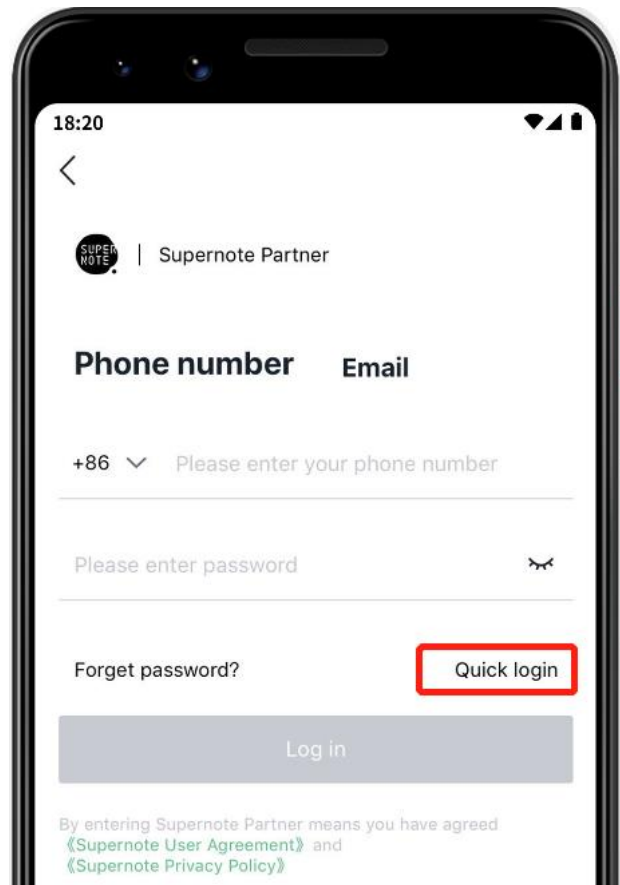 18:20
SUPER
NOTE
Supernote Partner
Phone number Email
+86 Please enter your phone number
Please enter password
Forget password? Quick login
Log in
By entering Supernote Partner means you have agreed
《Supernote User Agreement》 and
《Supernote Privacy Policy》